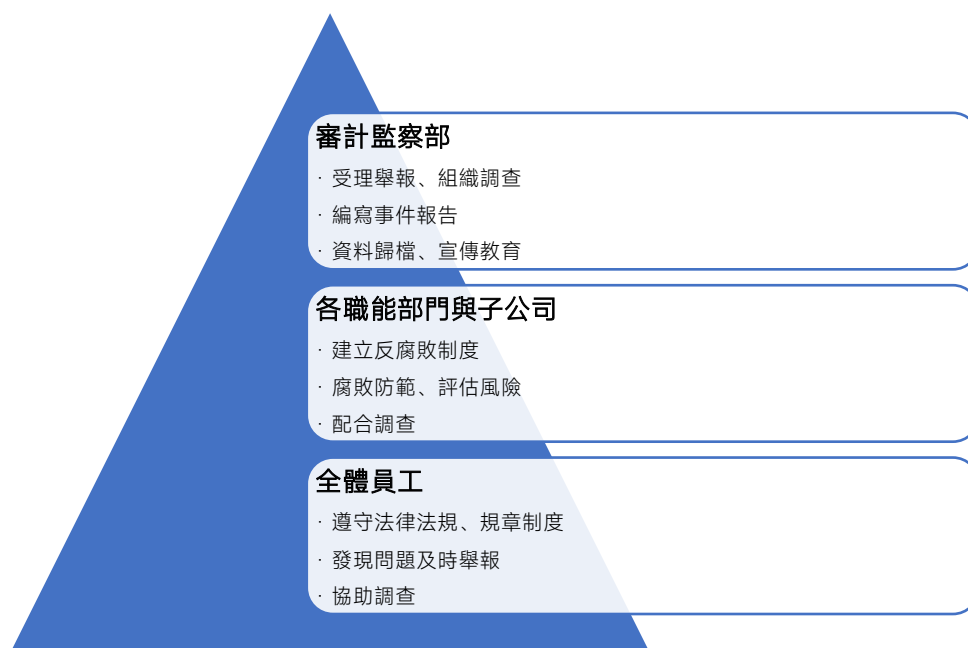 審計監察部
· 受理舉報、組織調查
· 編寫事件報告
· 資料歸檔、宣傳教育
各職能部門與子公司
· 建立反腐敗制度
· 腐敗防範、評估風險
· 配合調查
全體員工
· 遵守法律法規、規章制度
· 發現問題及時舉報
· 協助調查